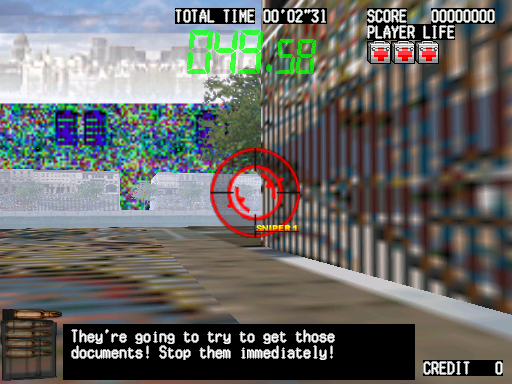 TOTAL TIME 00'02"31 SCORE 00000000
PLAYER LIFE
049.58
SNIPER 1
They're going to try to get those
documents! Stop them immediately!
CREDIT 0